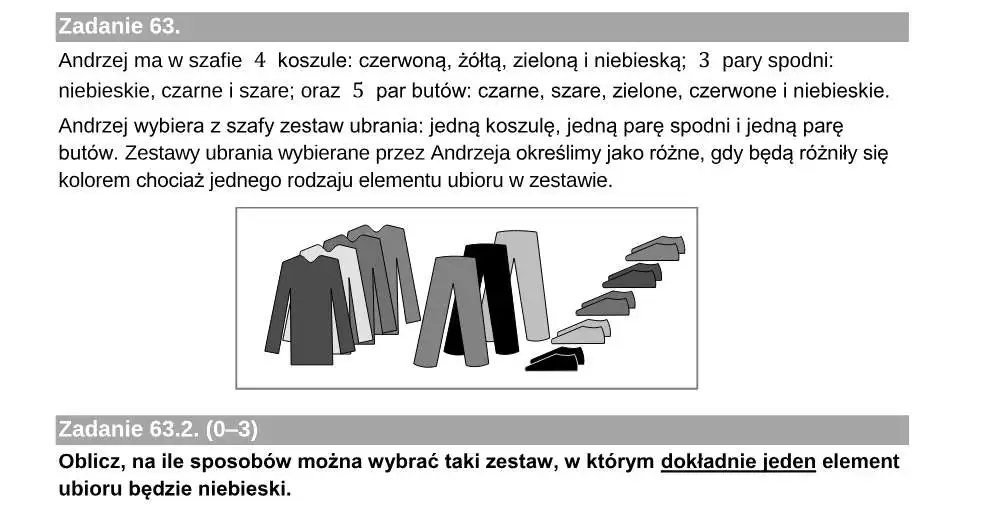 Zadanie 63.
Andrzej ma w szafie 4 koszule: czerwoną, żółtą, zieloną i niebieską; 3 pary spodni:
niebieskie, czarne i szare; oraz 5 par butów: czarne, szare, zielone, czerwone i niebieskie.
Andrzej wybiera z szafy zestaw ubrania: jedną koszulę, jedną parę spodni i jedną parę
butów. Zestawy ubrania wybierane przez Andrzeja określimy jako różne, gdy będą różniły się
kolorem chociaż jednego rodzaju elementu ubioru w zestawie.
Zadanie 63.2. (0–3)
Oblicz, na ile sposobów można wybrać taki zestaw, w którym dokładnie jeden element
ubioru będzie niebieski.